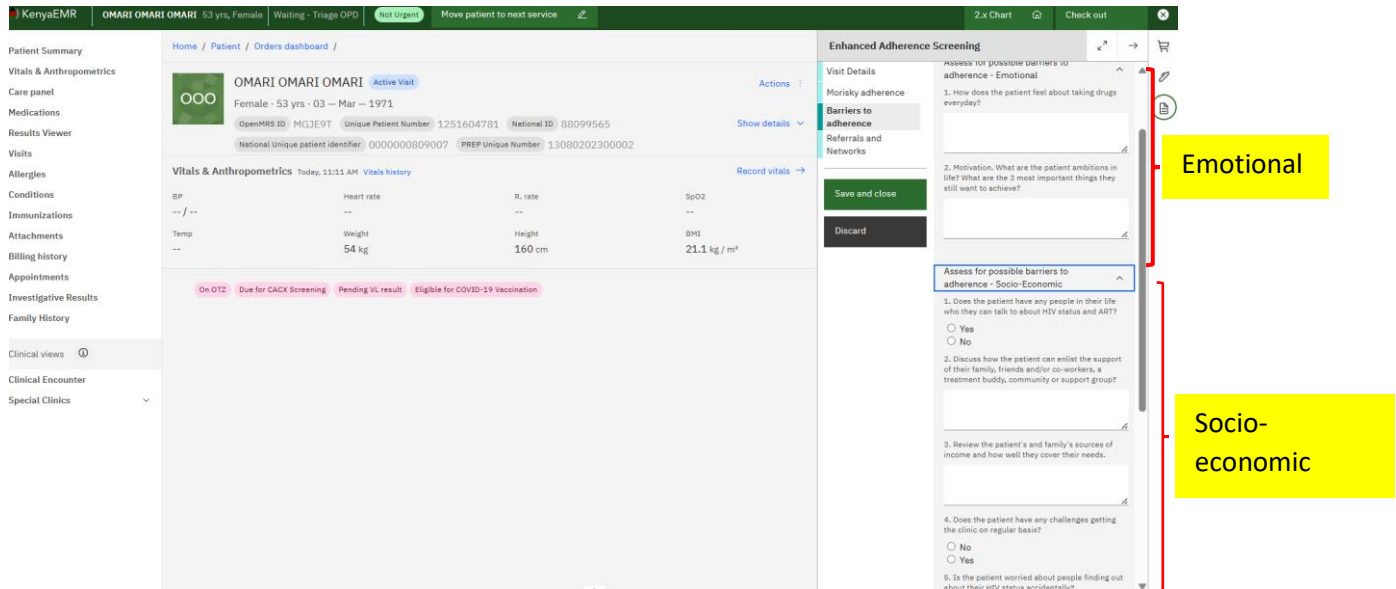 KenyaEMR
OMARI OMARI OMARI 53 yrs, Female
Waiting - Triage OPD
Not Urgent
Move patient to next service
2.x Chart
Check out
Patient Summary
Vitals & Anthropometrics
Care panel
Medications
Results Viewer
Visits
Allergies
Conditions
Immunizations
Attachments
Billing history
Appointments
Investigative Results
Family History
Clinical views
Clinical Encounter
Special Clinics
Home / Patient / Orders dashboard /
OOO
OMARI OMARI OMARI Active Visit
Actions
Female · 53 yrs · 03 — Mar — 1971
OpenMRS ID MGJE9T Unique Patient Number 1251604781 National ID 88099565
Show details
National Unique patient identifier 0000000809007 PREP Unique Number 13080202300002
Vitals & Anthropometrics Today, 11:11 AM Vitals history
Record vitals →
BP
-- / --
Heart rate
--
R. rate
--
SpO2
--
Temp
--
Weight
54 kg
Height
160 cm
BMI
21.1 kg / m²
On OTZ Due for CACX Screening Pending VL result Eligible for COVID-19 Vaccination
Enhanced Adherence Screening
Visit Details
Morisky adherence
Barriers to
adherence
Referrals and
Networks
Save and close
Discard
Assess for possible barriers to
adherence - Emotional
1. How does the patient feel about taking drugs
everyday?
2. Motivation. What are the patient ambitions in
life? What are the 3 most important things they
still want to achieve?
Assess for possible barriers to
adherence - Socio-Economic
1. Does the patient have any people in their life
who they can talk to about HIV status and ART?
Yes
No
2. Discuss how the patient can enlist the support
of their family, friends and/or co-workers, a
treatment buddy, community or support group?
3. Review the patient's and family's sources of
income and how well they cover their needs.
4. Does the patient have any challenges getting
the clinic on regular basis?
No
Yes
5. Is the patient worried about people finding out
about their HIV status accidentally?
Emotional
Socio-
economic